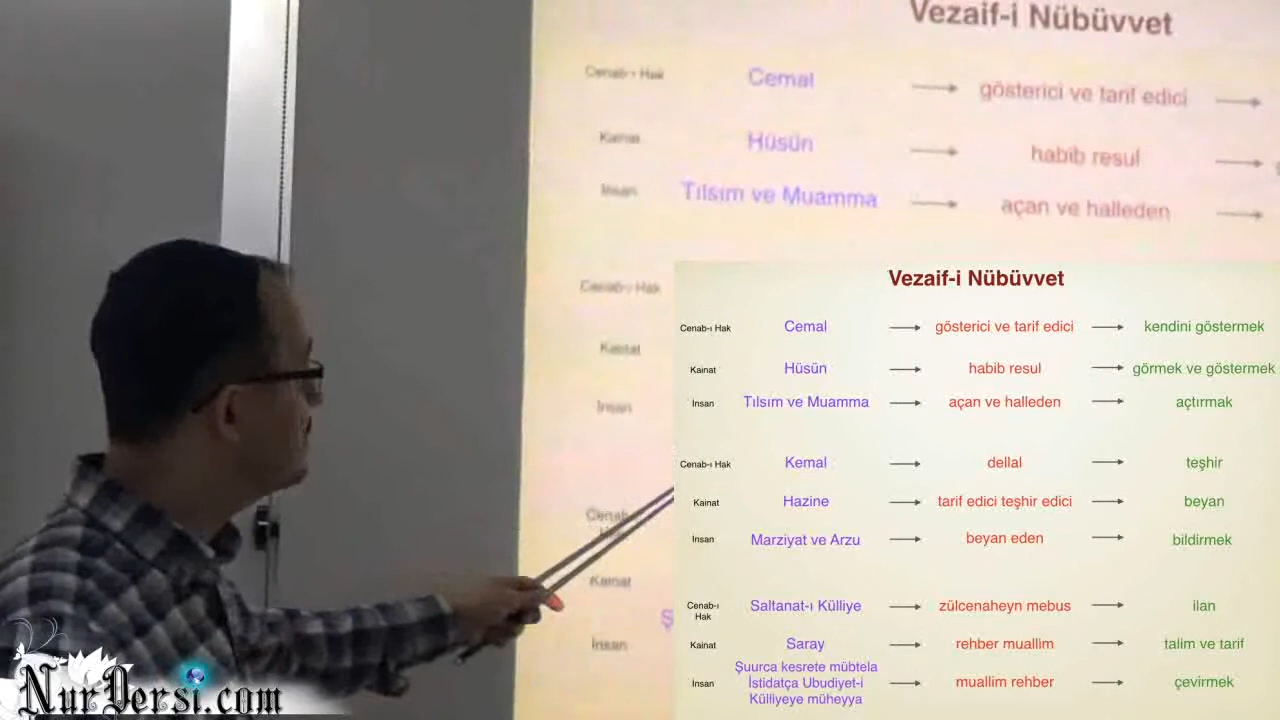 Vezaif-i Nübüvvet
Cenab-ı Hak Cemal gösterici ve tarif edici
Kainat Hüsün habib resul
İnsan Tılsım ve Muamma açan ve halleden
Cenab-ı Hak
Kainat
İnsan
Cenab-ı
Hak
Kainat
İnsan
Vezaif-i Nübüvvet
Cenab-ı Hak Cemal gösterici ve tarif edici kendini göstermek
Kainat Hüsün habib resul görmek ve göstermek
İnsan Tılsım ve Muamma açan ve halleden açtırmak
Cenab-ı Hak Kemal dellal teşhir
Kainat Hazine tarif edici teşhir edici beyan
İnsan Marziyat ve Arzu beyan eden bildirmek
Cenab-ı
Hak Saltanat-ı Külliye zülcenaheyn mebus ilan
Kainat Saray rehber muallim talim ve tarif
Şuurca kesrete mübtela
İnsan İstidatça Ubudiyet-i muallim rehber çevirmek
Külliyeye müheyya
NurDersi.com